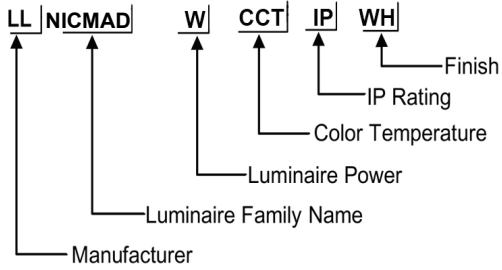 LL NICMAD W CCT IP WH
Finish
IP Rating
Color Temperature
Luminaire Power
Luminaire Family Name
Manufacturer